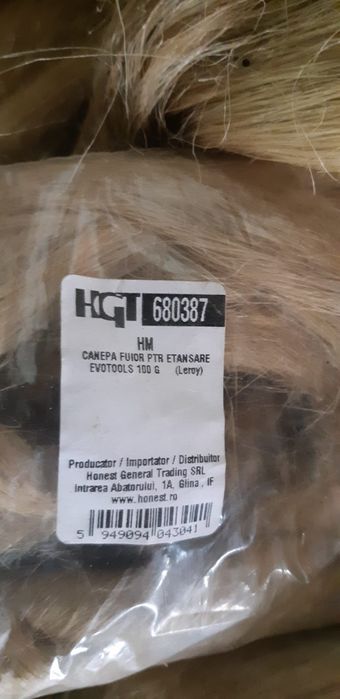 HGT 680387
HM
CANEPA FUIOR PTR ETANSARE
EVOTOOLS 100 G (Leroy)
Producator / Importator / Distribuitor
Honest General Trading SRL
Intrarea Abatorului, 1A, Glina, IF
www.honest.ro
5 949094 043041